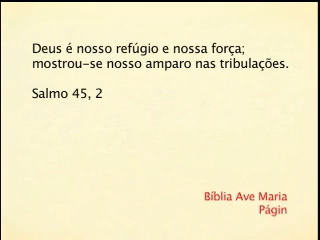 Deus é nosso refúgio e nossa força;
mostrou-se nosso amparo nas tribulações.
Salmo 45, 2
Bíblia Ave Maria
Págin